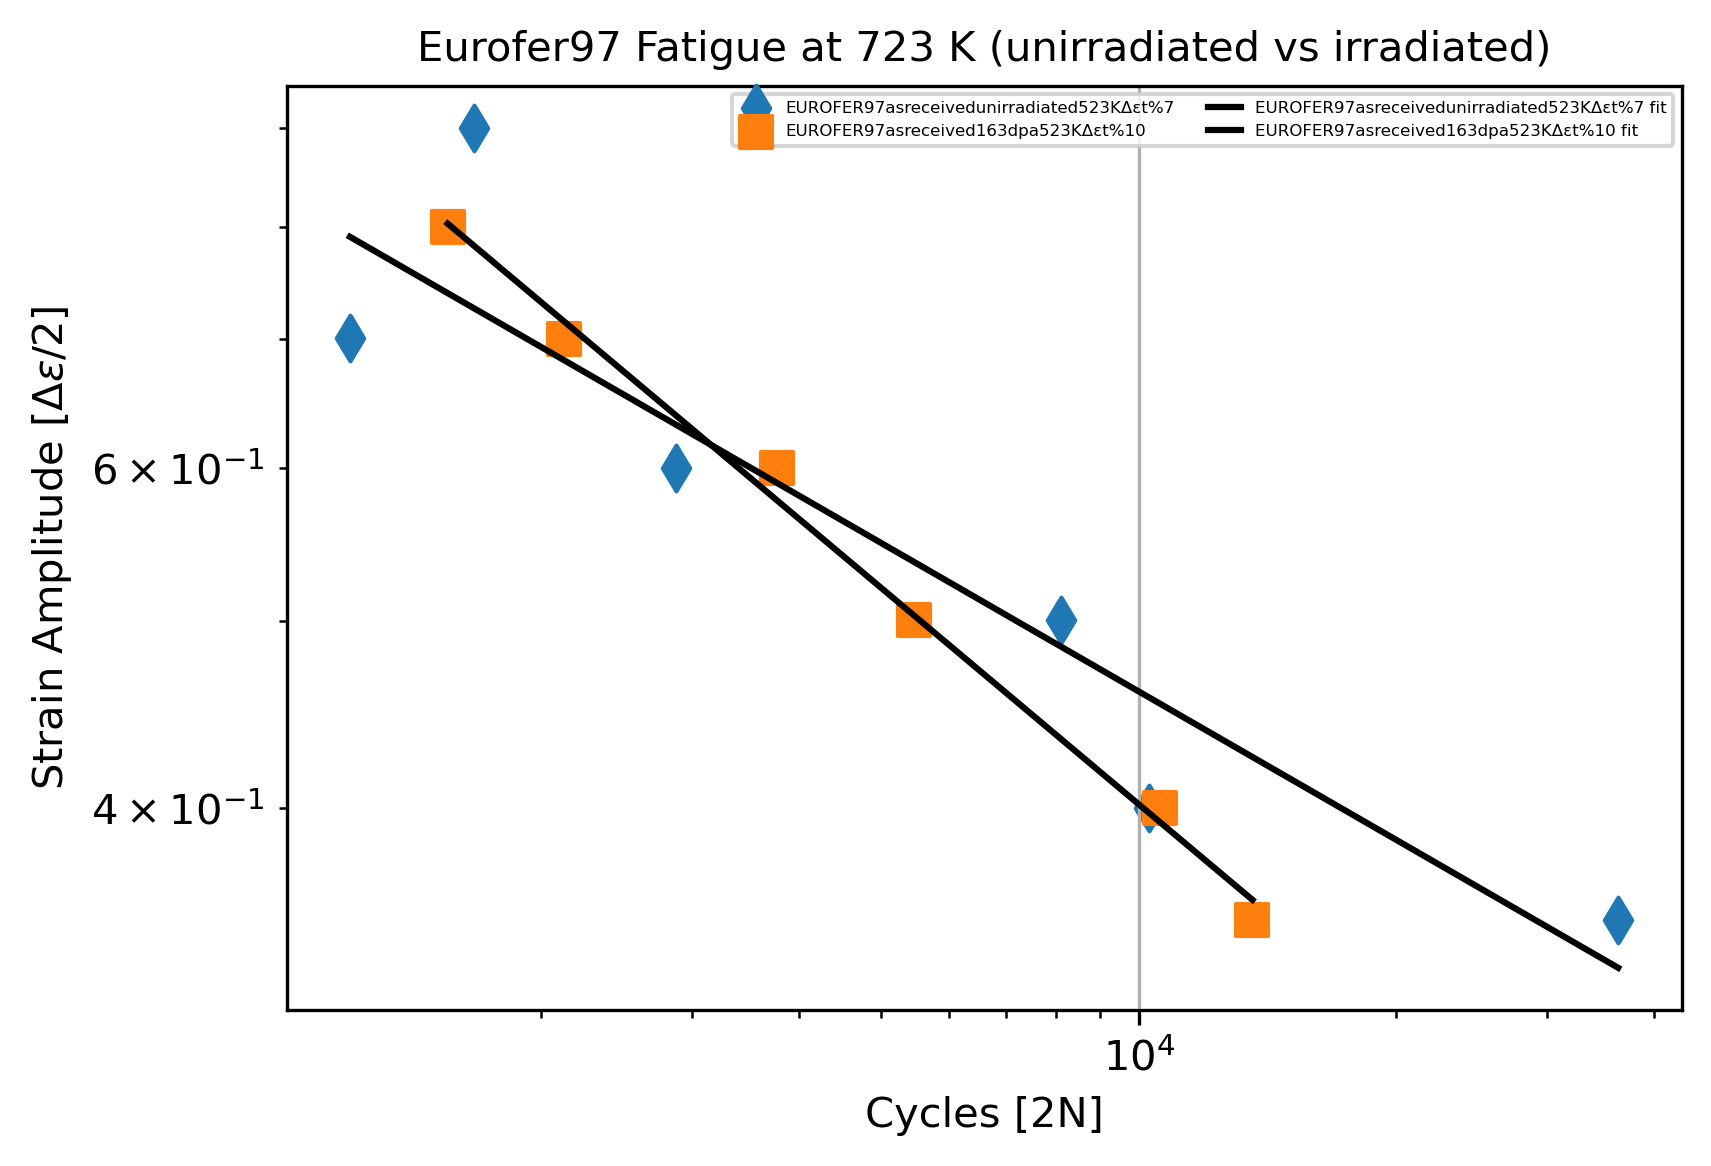 Eurofer97 Fatigue at 723 K (unirradiated vs irradiated)
EUROFER97asreceivedunirradiated523KΔεt%7
EUROFER97asreceived163dpa523KΔεt%10
EUROFER97asreceivedunirradiated523KΔεt%7 fit
EUROFER97asreceived163dpa523KΔεt%10 fit
Strain Amplitude [Δε/2]
6 × 10⁻¹
4 × 10⁻¹
10⁴
Cycles [2N]